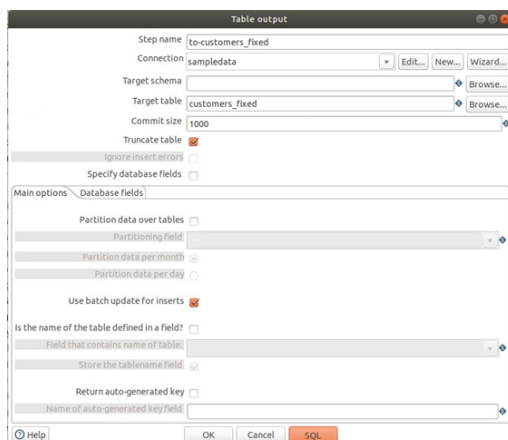 Table output
Step name to-customers_fixed
Connection sampledata Edit... New... Wizard...
Target schema Browse...
Target table customers_fixed Browse...
Commit size 1000
Truncate table
Ignore insert errors
Specify database fields
Main options Database fields
Partition data over tables
Partitioning field
Partition data per month
Partition data per day
Use batch update for inserts
Is the name of the table defined in a field?
Field that contains name of table:
Store the tablename field
Return auto-generated key
Name of auto-generated key field
Help OK Cancel SQL